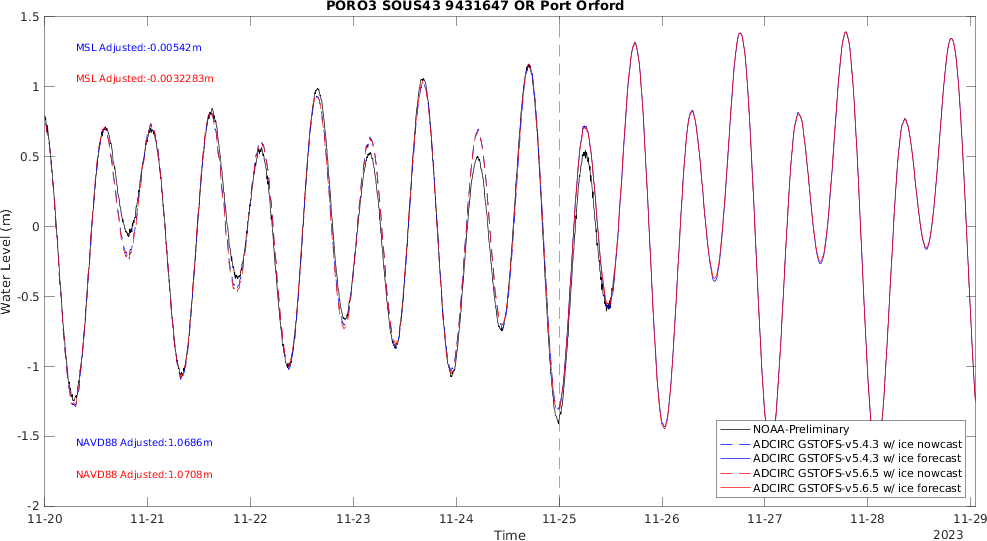 PORO3 SOUS43 9431647 OR Port Orford
1.5
1
0.5
0
-0.5
-1
-1.5
-2
Water Level (m)
MSL Adjusted:-0.00542m
MSL Adjusted:-0.0032283m
NAVD88 Adjusted:1.0686m
NAVD88 Adjusted:1.0708m
NOAA-Preliminary
ADCIRC GSTOFS-v5.4.3 w/ ice nowcast
ADCIRC GSTOFS-v5.4.3 w/ ice forecast
ADCIRC GSTOFS-v5.6.5 w/ ice nowcast
ADCIRC GSTOFS-v5.6.5 w/ ice forecast
11-20 11-21 11-22 11-23 11-24 11-25 11-26 11-27 11-28 11-29
Time
2023